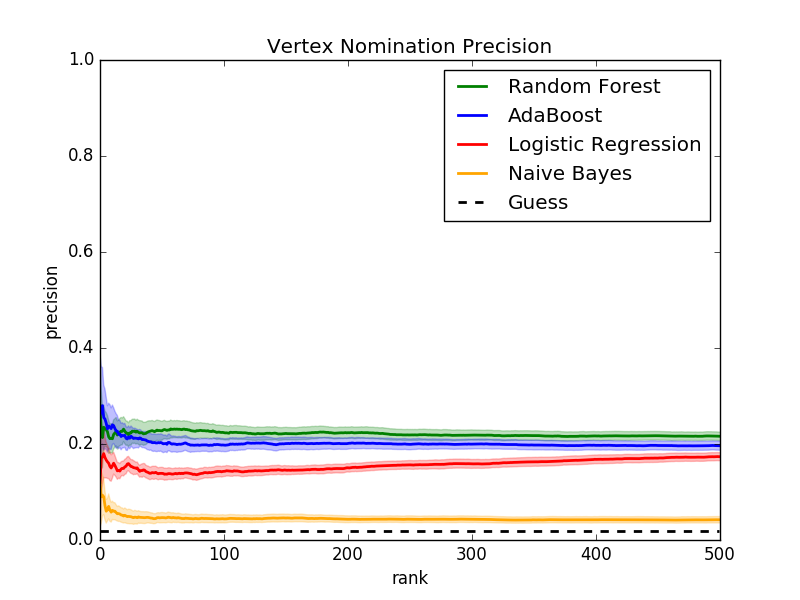 Vertex Nomination Precision
1.0
0.8
0.6
0.4
0.2
0.0
precision
Random Forest
AdaBoost
Logistic Regression
Naive Bayes
Guess
0 100 200 300 400 500
rank